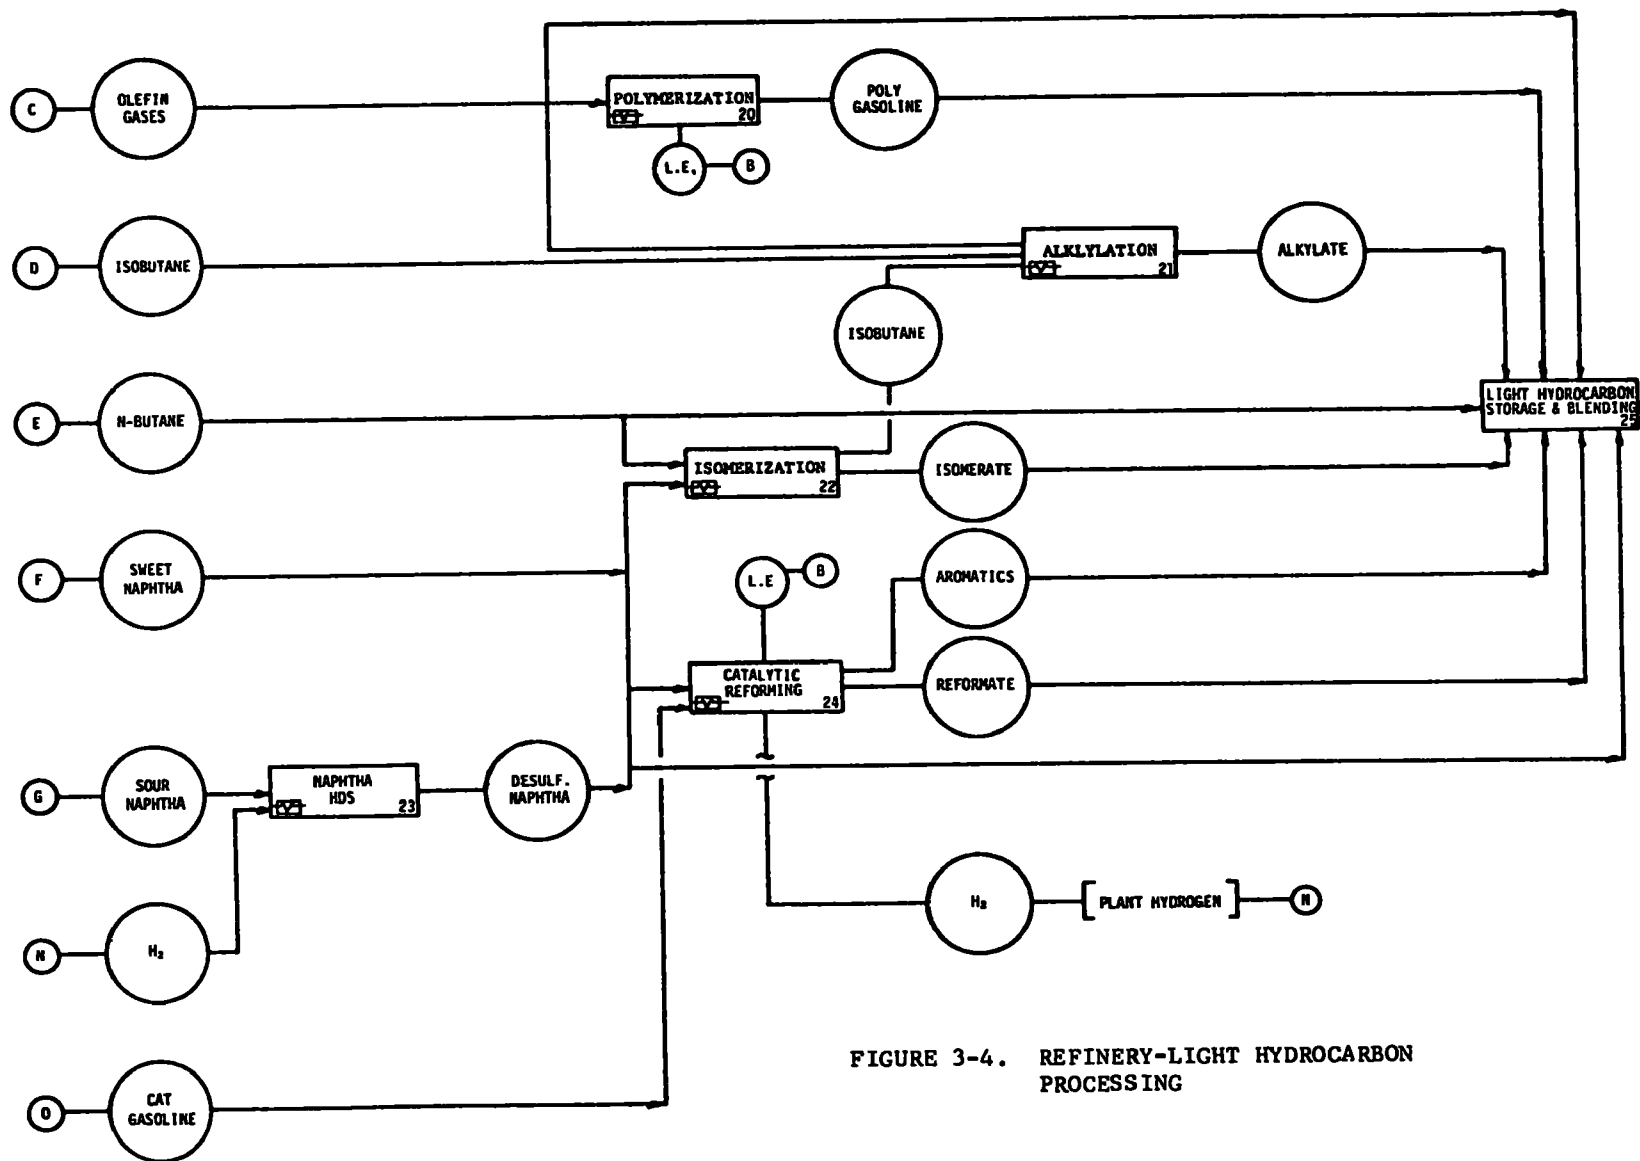 C
OLEFIN
GASES
POLYMERIZATION
20
POLY
GASOLINE
L.E.
B
D
ISOBUTANE
ALKLYLATION
21
ALKYLATE
ISOBUTANE
E
N-BUTANE
LIGHT HYDROCARBON
STORAGE & BLENDING
25
ISOMERIZATION
22
ISOMERATE
F
SWEET
NAPHTHA
L.E
B
AROMATICS
CATALYTIC
REFORMING
24
REFORMATE
G
SOUR
NAPHTHA
NAPHTHA
HDS
23
DESULF.
NAPHTHA
N
H₂
H₂
[PLANT HYDROGEN]
N
O
CAT
GASOLINE
FIGURE 3-4. REFINERY-LIGHT HYDROCARBON
PROCESSING